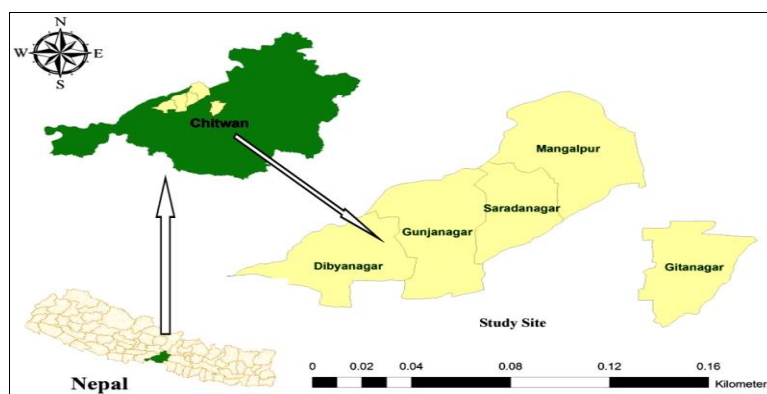 N
W E
S
Chitwan
Mangalpur
Saradanagar
Gunjanagar
Dibyanagar
Gitanagar
Study Site
Nepal
0 0.02 0.04 0.08 0.12 0.16
Kilometer